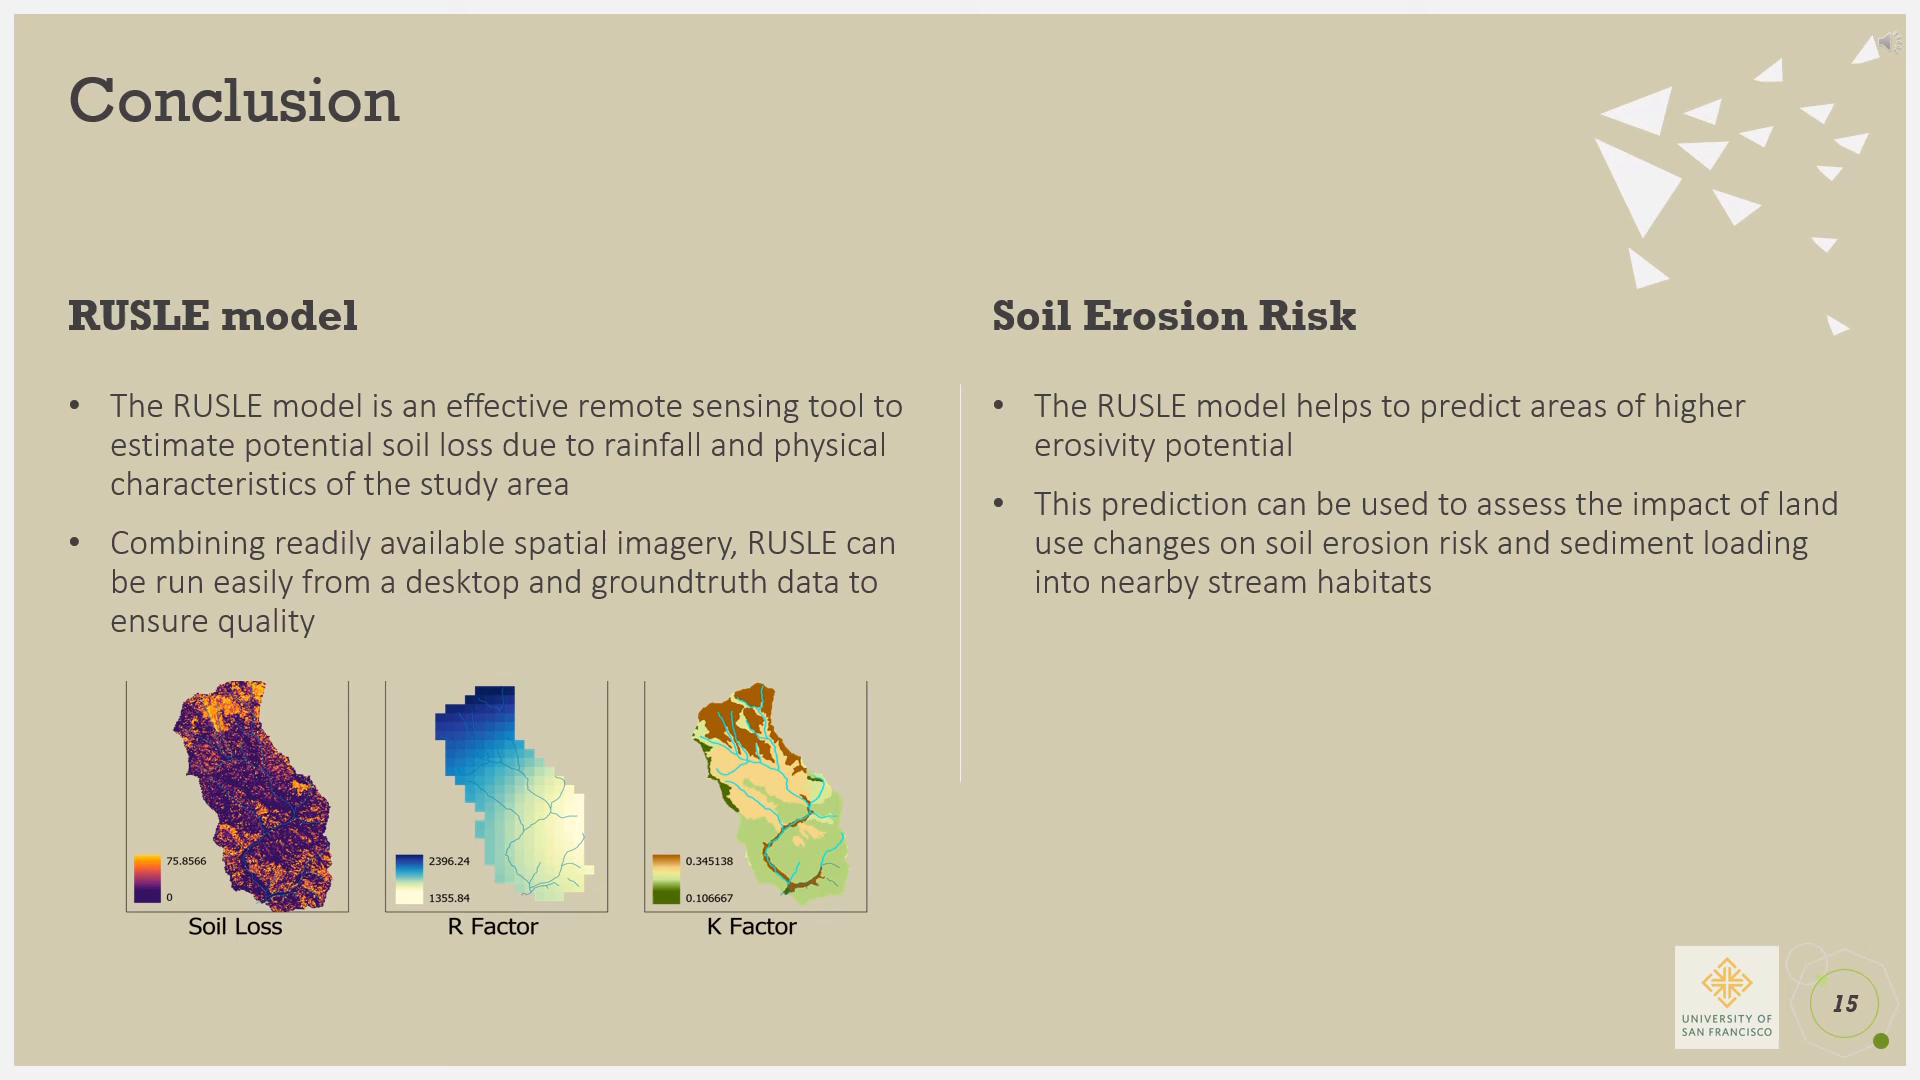 Conclusion
RUSLE model
• The RUSLE model is an effective remote sensing tool to
estimate potential soil loss due to rainfall and physical
characteristics of the study area
• Combining readily available spatial imagery, RUSLE can
be run easily from a desktop and groundtruth data to
ensure quality
75.8566
0
Soil Loss
2396.24
1355.84
R Factor
0.345138
0.106667
K Factor
Soil Erosion Risk
• The RUSLE model helps to predict areas of higher
erosivity potential
• This prediction can be used to assess the impact of land
use changes on soil erosion risk and sediment loading
into nearby stream habitats
UNIVERSITY OF
SAN FRANCISCO
15